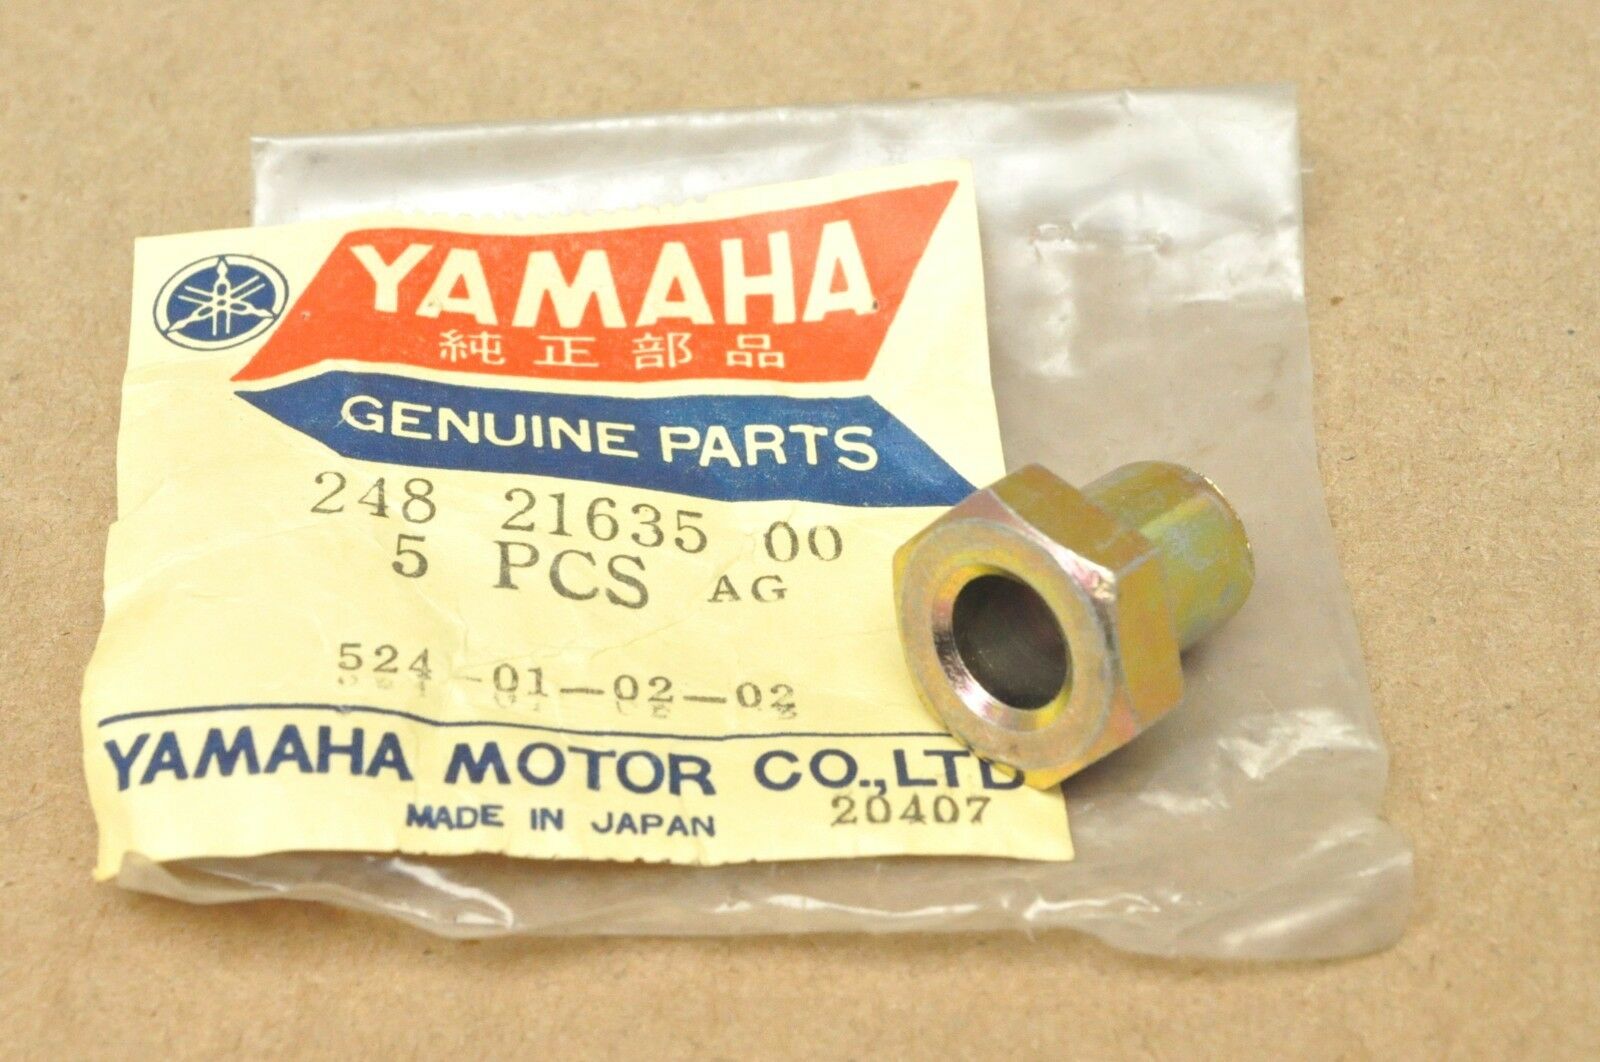 YAMAHA
純正部品
GENUINE PARTS
248 21635 00
5 PCS AG
524-01-02-02
YAMAHA MOTOR CO.,LTD
20407
MADE IN JAPAN